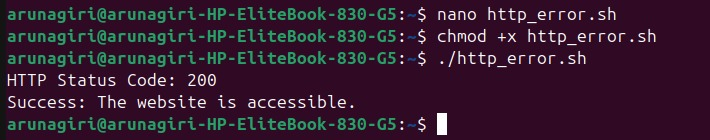 arunagiri@arunagiri-HP-EliteBook-830-G5:~$ nano http_error.sh
arunagiri@arunagiri-HP-EliteBook-830-G5:~$ chmod +x http_error.sh
arunagiri@arunagiri-HP-EliteBook-830-G5:~$ ./http_error.sh
HTTP Status Code: 200
Success: The website is accessible.
arunagiri@arunagiri-HP-EliteBook-830-G5:~$